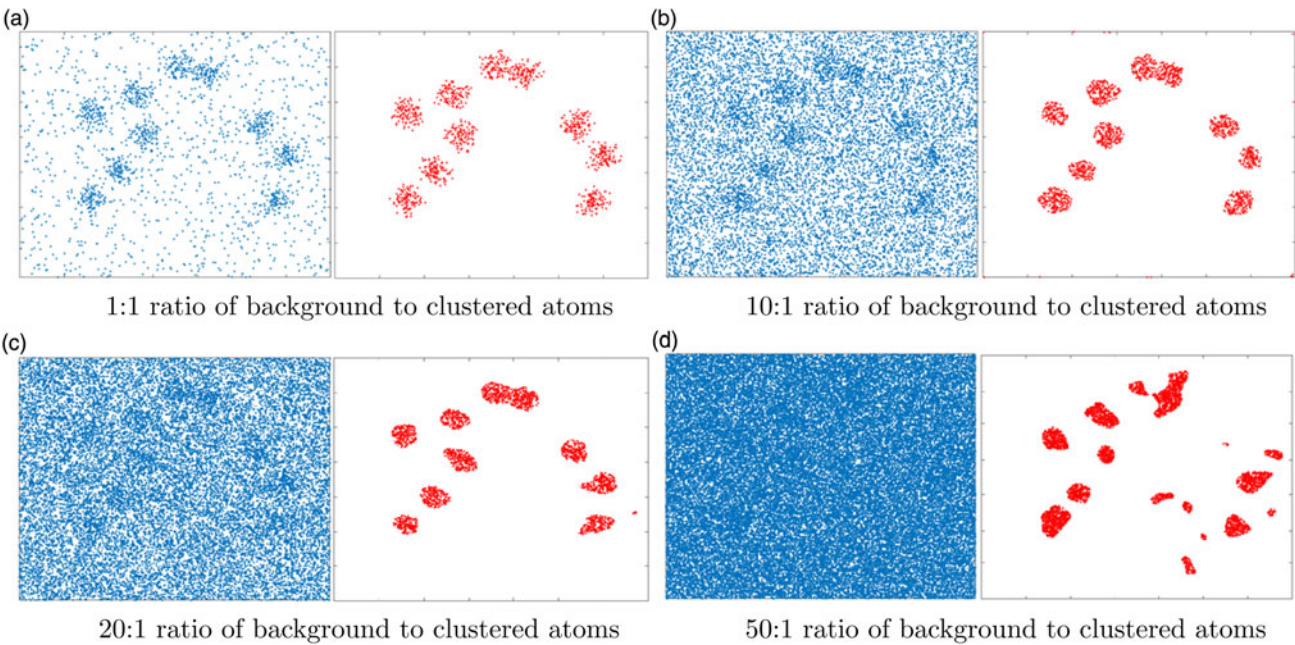 (a)
(b)
1:1 ratio of background to clustered atoms
10:1 ratio of background to clustered atoms
(c)
(d)
20:1 ratio of background to clustered atoms
50:1 ratio of background to clustered atoms